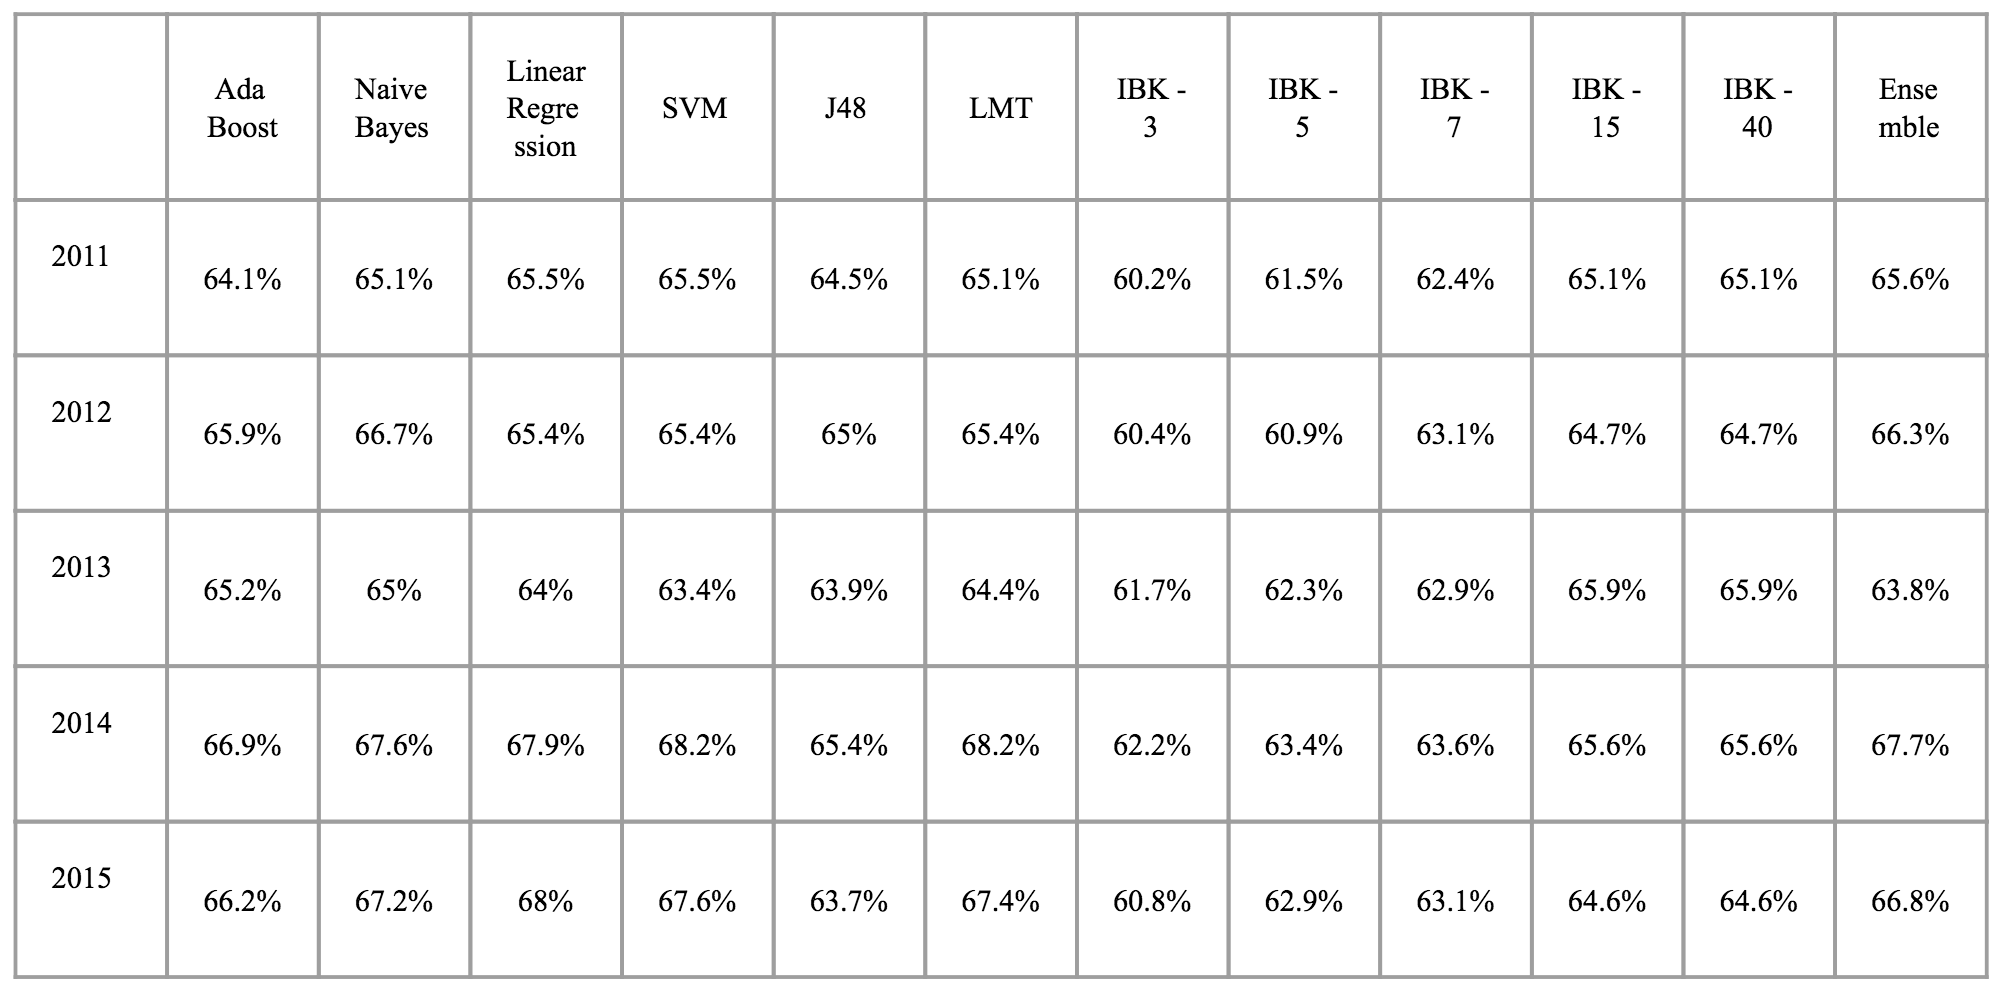 Ada
Boost
Naive
Bayes
Linear
Regre
ssion
SVM
J48
LMT
IBK -
3
IBK -
5
IBK -
7
IBK -
15
IBK -
40
Ense
mble
2011
64.1% 65.1% 65.5% 65.5% 64.5% 65.1% 60.2% 61.5% 62.4% 65.1% 65.1% 65.6%
2012
65.9% 66.7% 65.4% 65.4% 65% 65.4% 60.4% 60.9% 63.1% 64.7% 64.7% 66.3%
2013
65.2% 65% 64% 63.4% 63.9% 64.4% 61.7% 62.3% 62.9% 65.9% 65.9% 63.8%
2014
66.9% 67.6% 67.9% 68.2% 65.4% 68.2% 62.2% 63.4% 63.6% 65.6% 65.6% 67.7%
2015
66.2% 67.2% 68% 67.6% 63.7% 67.4% 60.8% 62.9% 63.1% 64.6% 64.6% 66.8%